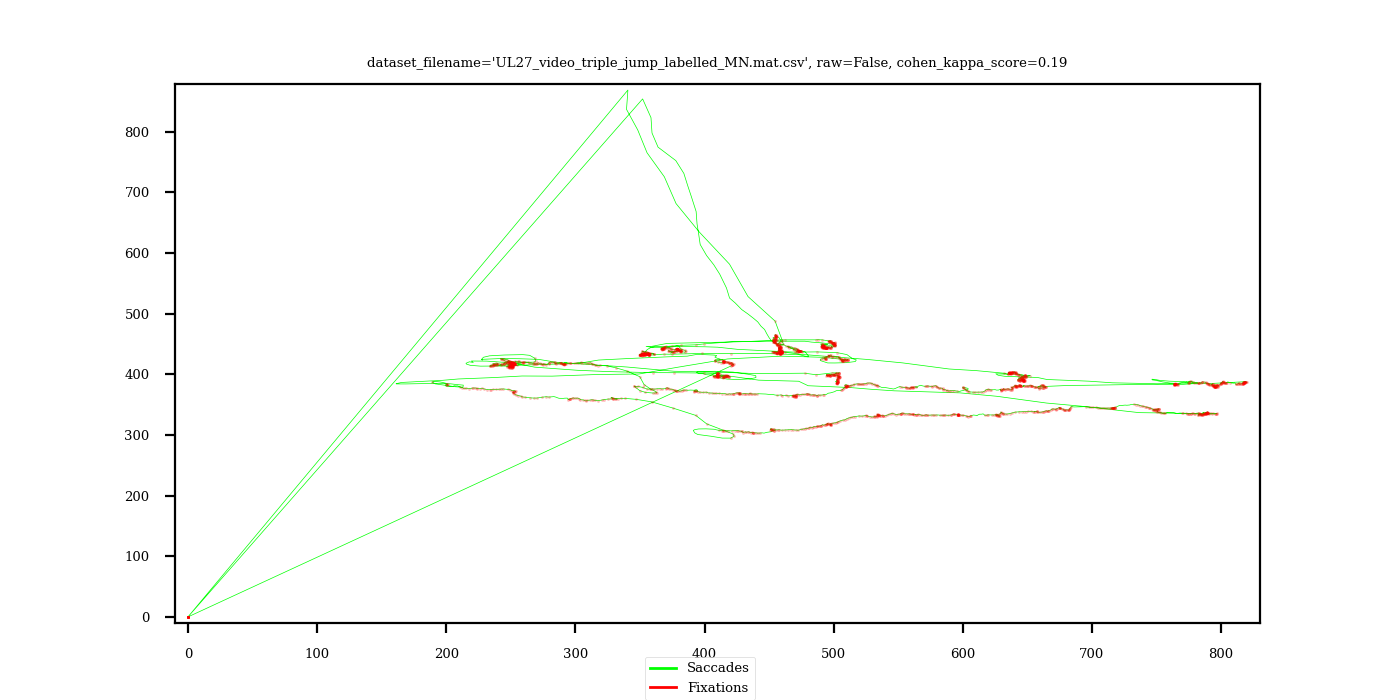 dataset_filename='UL27_video_triple_jump_labelled_MN.mat.csv', raw=False, cohen_kappa_score=0.19
800
700
600
500
400
300
200
100
0
0 100 200 300 400 500 600 700 800
Saccades
Fixations